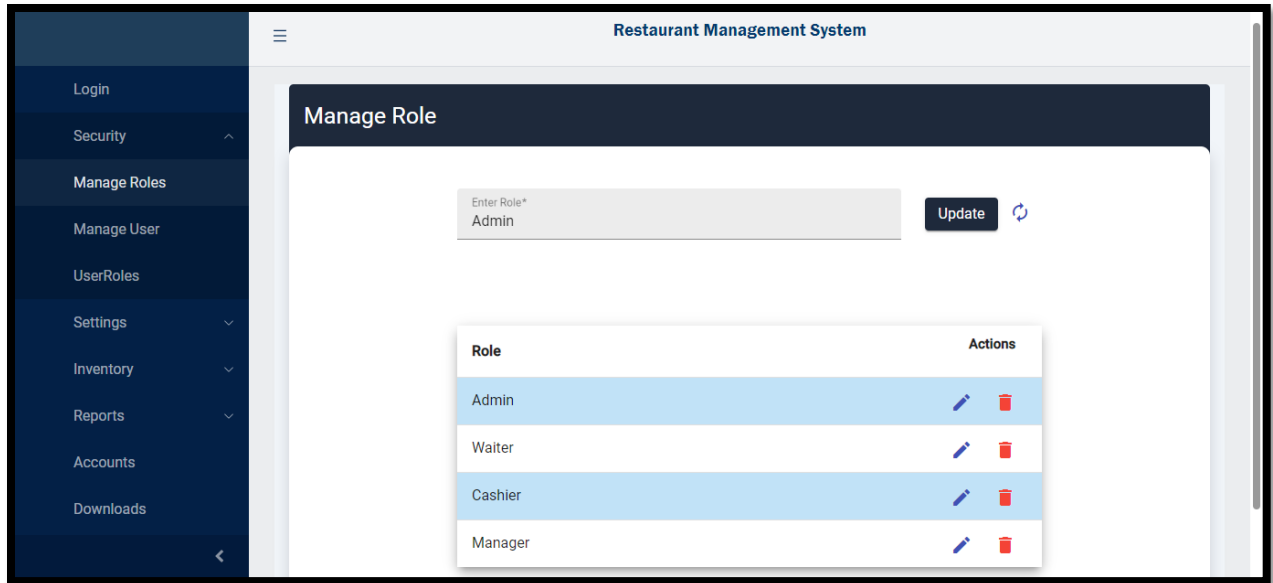 Restaurant Management System
Login
Security
Manage Roles
Manage User
UserRoles
Settings
Inventory
Reports
Accounts
Downloads
Manage Role
Enter Role*
Admin
Update
Role Actions
Admin
Waiter
Cashier
Manager